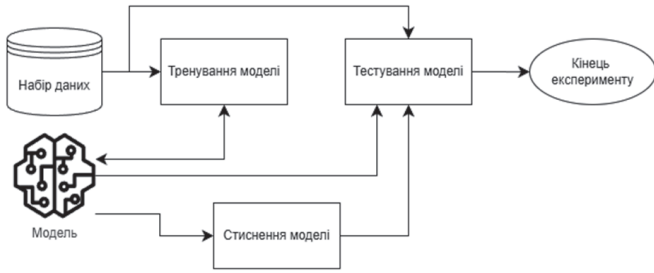 Набір даних
Тренування моделі
Тестування моделі
Кінець
експерименту
Модель
Стиснення моделі